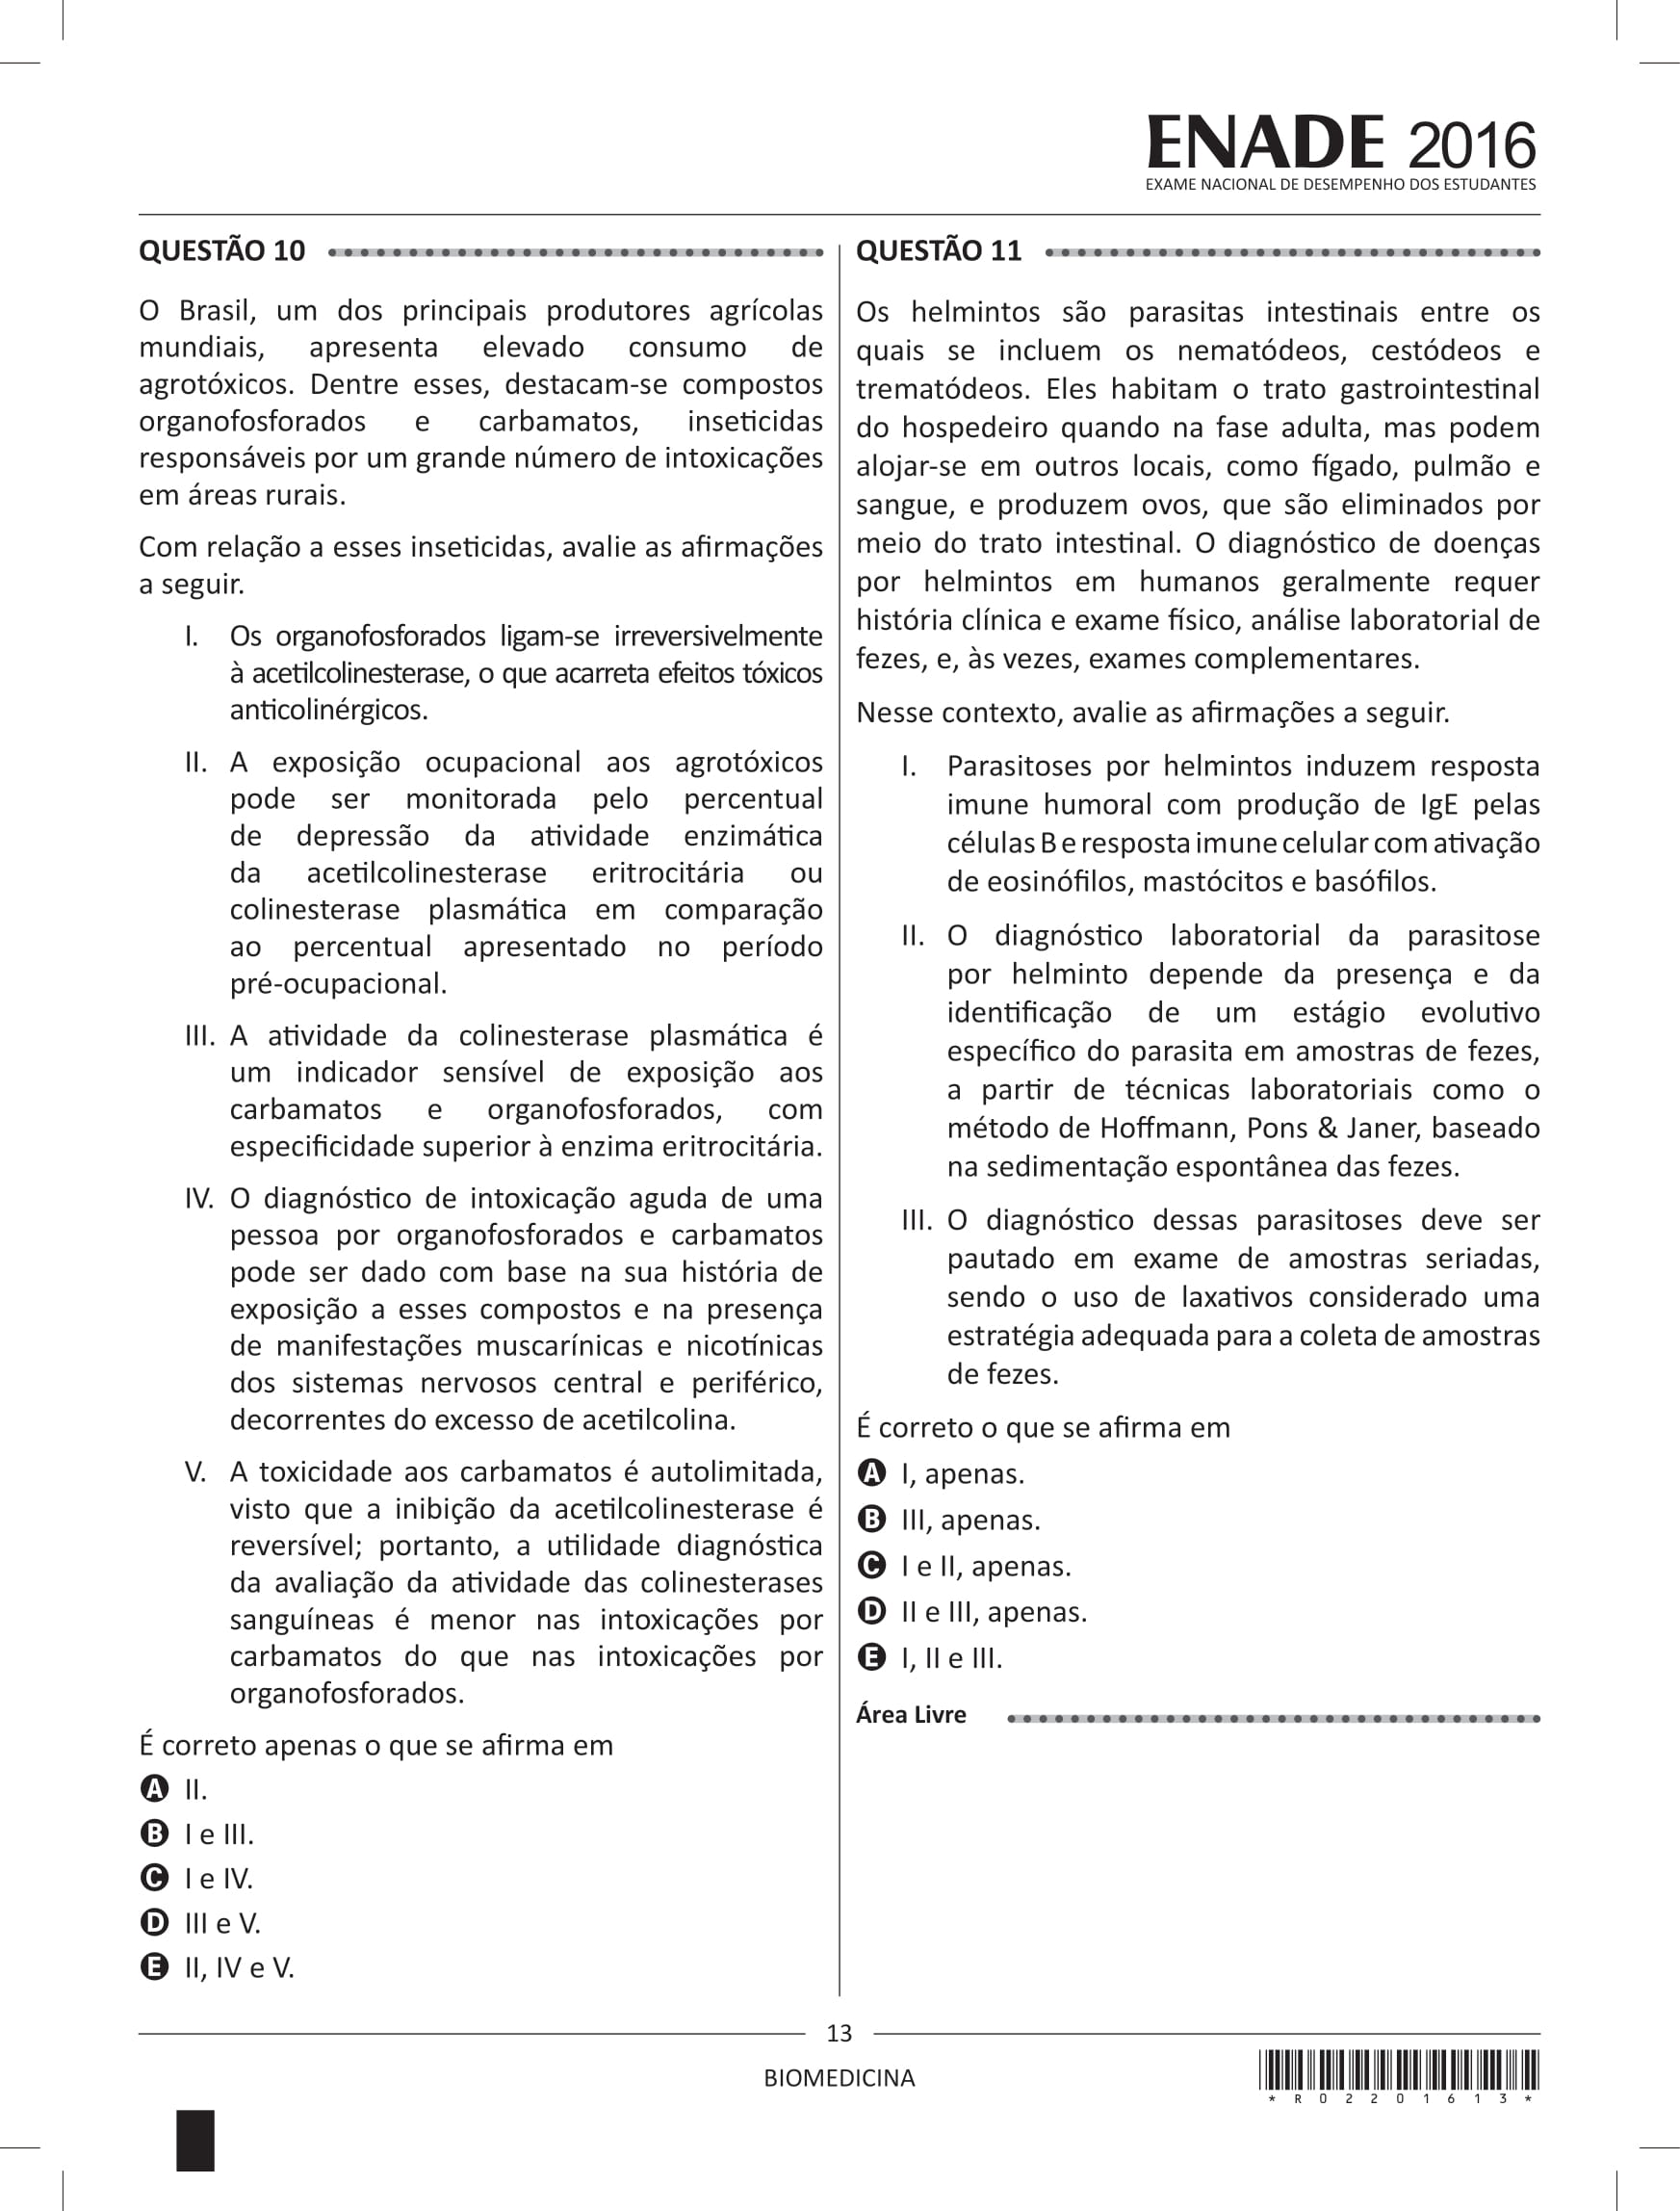 ENADE 2016
EXAME NACIONAL DE DESEMPENHO DOS ESTUDANTES
QUESTÃO 10
O Brasil, um dos principais produtores agrícolas
mundiais, apresenta elevado consumo de
agrotóxicos. Dentre esses, destacam-se compostos
organofosforados e carbamatos, inseticidas
responsáveis por um grande número de intoxicações
em áreas rurais.
Com relação a esses inseticidas, avalie as afirmações
a seguir.
I. Os organofosforados ligam-se irreversivelmente
à acetilcolinesterase, o que acarreta efeitos tóxicos
anticolinérgicos.
II. A exposição ocupacional aos agrotóxicos
pode ser monitorada pelo percentual
de depressão da atividade enzimática
da acetilcolinesterase eritrocitária ou
colinesterase plasmática em comparação
ao percentual apresentado no período
pré-ocupacional.
III. A atividade da colinesterase plasmática é
um indicador sensível de exposição aos
carbamatos e organofosforados, com
especificidade superior à enzima eritrocitária.
IV. O diagnóstico de intoxicação aguda de uma
pessoa por organofosforados e carbamatos
pode ser dado com base na sua história de
exposição a esses compostos e na presença
de manifestações muscarínicas e nicotínicas
dos sistemas nervosos central e periférico,
decorrentes do excesso de acetilcolina.
V. A toxicidade aos carbamatos é autolimitada,
visto que a inibição da acetilcolinesterase é
reversível; portanto, a utilidade diagnóstica
da avaliação da atividade das colinesterases
sanguíneas é menor nas intoxicações por
carbamatos do que nas intoxicações por
organofosforados.
É correto apenas o que se afirma em
A II.
B I e III.
C I e IV.
D III e V.
E II, IV e V.
QUESTÃO 11
Os helmintos são parasitas intestinais entre os
quais se incluem os nematódeos, cestódeos e
trematódeos. Eles habitam o trato gastrointestinal
do hospedeiro quando na fase adulta, mas podem
alojar-se em outros locais, como fígado, pulmão e
sangue, e produzem ovos, que são eliminados por
meio do trato intestinal. O diagnóstico de doenças
por helmintos em humanos geralmente requer
história clínica e exame físico, análise laboratorial de
fezes, e, às vezes, exames complementares.
Nesse contexto, avalie as afirmações a seguir.
I. Parasitoses por helmintos induzem resposta
imune humoral com produção de IgE pelas
células B e resposta imune celular com ativação
de eosinófilos, mastócitos e basófilos.
II. O diagnóstico laboratorial da parasitose
por helminto depende da presença e da
identificação de um estágio evolutivo
específico do parasita em amostras de fezes,
a partir de técnicas laboratoriais como o
método de Hoffmann, Pons & Janer, baseado
na sedimentação espontânea das fezes.
III. O diagnóstico dessas parasitoses deve ser
pautado em exame de amostras seriadas,
sendo o uso de laxativos considerado uma
estratégia adequada para a coleta de amostras
de fezes.
É correto o que se afirma em
A I, apenas.
B III, apenas.
C I e II, apenas.
D II e III, apenas.
E I, II e III.
Área Livre
13
BIOMEDICINA
* R 0 2 2 0 1 6 1 3 *